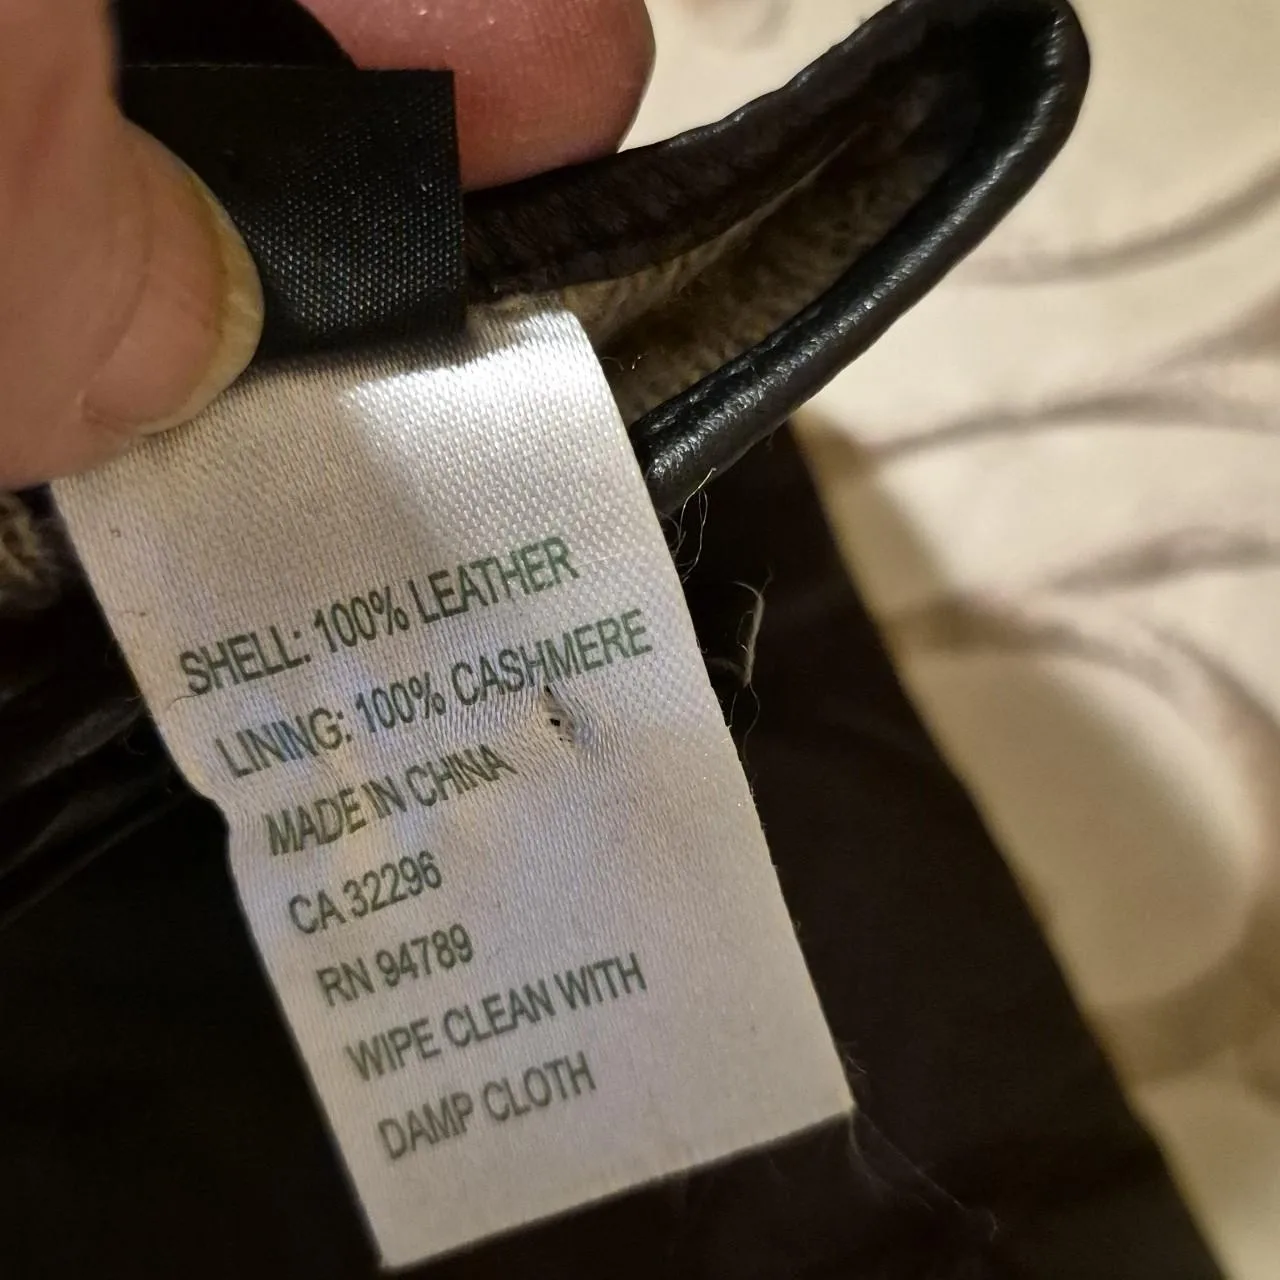 SHELL: 100% LEATHER
LINING: 100% CASHMERE
MADE IN CHINA
CA 32296
RN 94789
WIPE CLEAN WITH
DAMP CLOTH